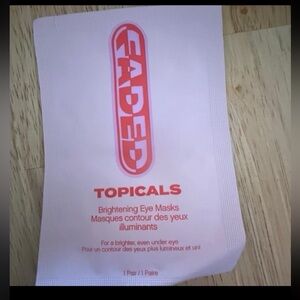 FADED
TOPICALS
Brightening Eye Masks
Masques contour des yeux
illuminants
For a brighter, even under eye
Pour un contour des yeux plus lumineux et uni
1 Pair / 1 Paire